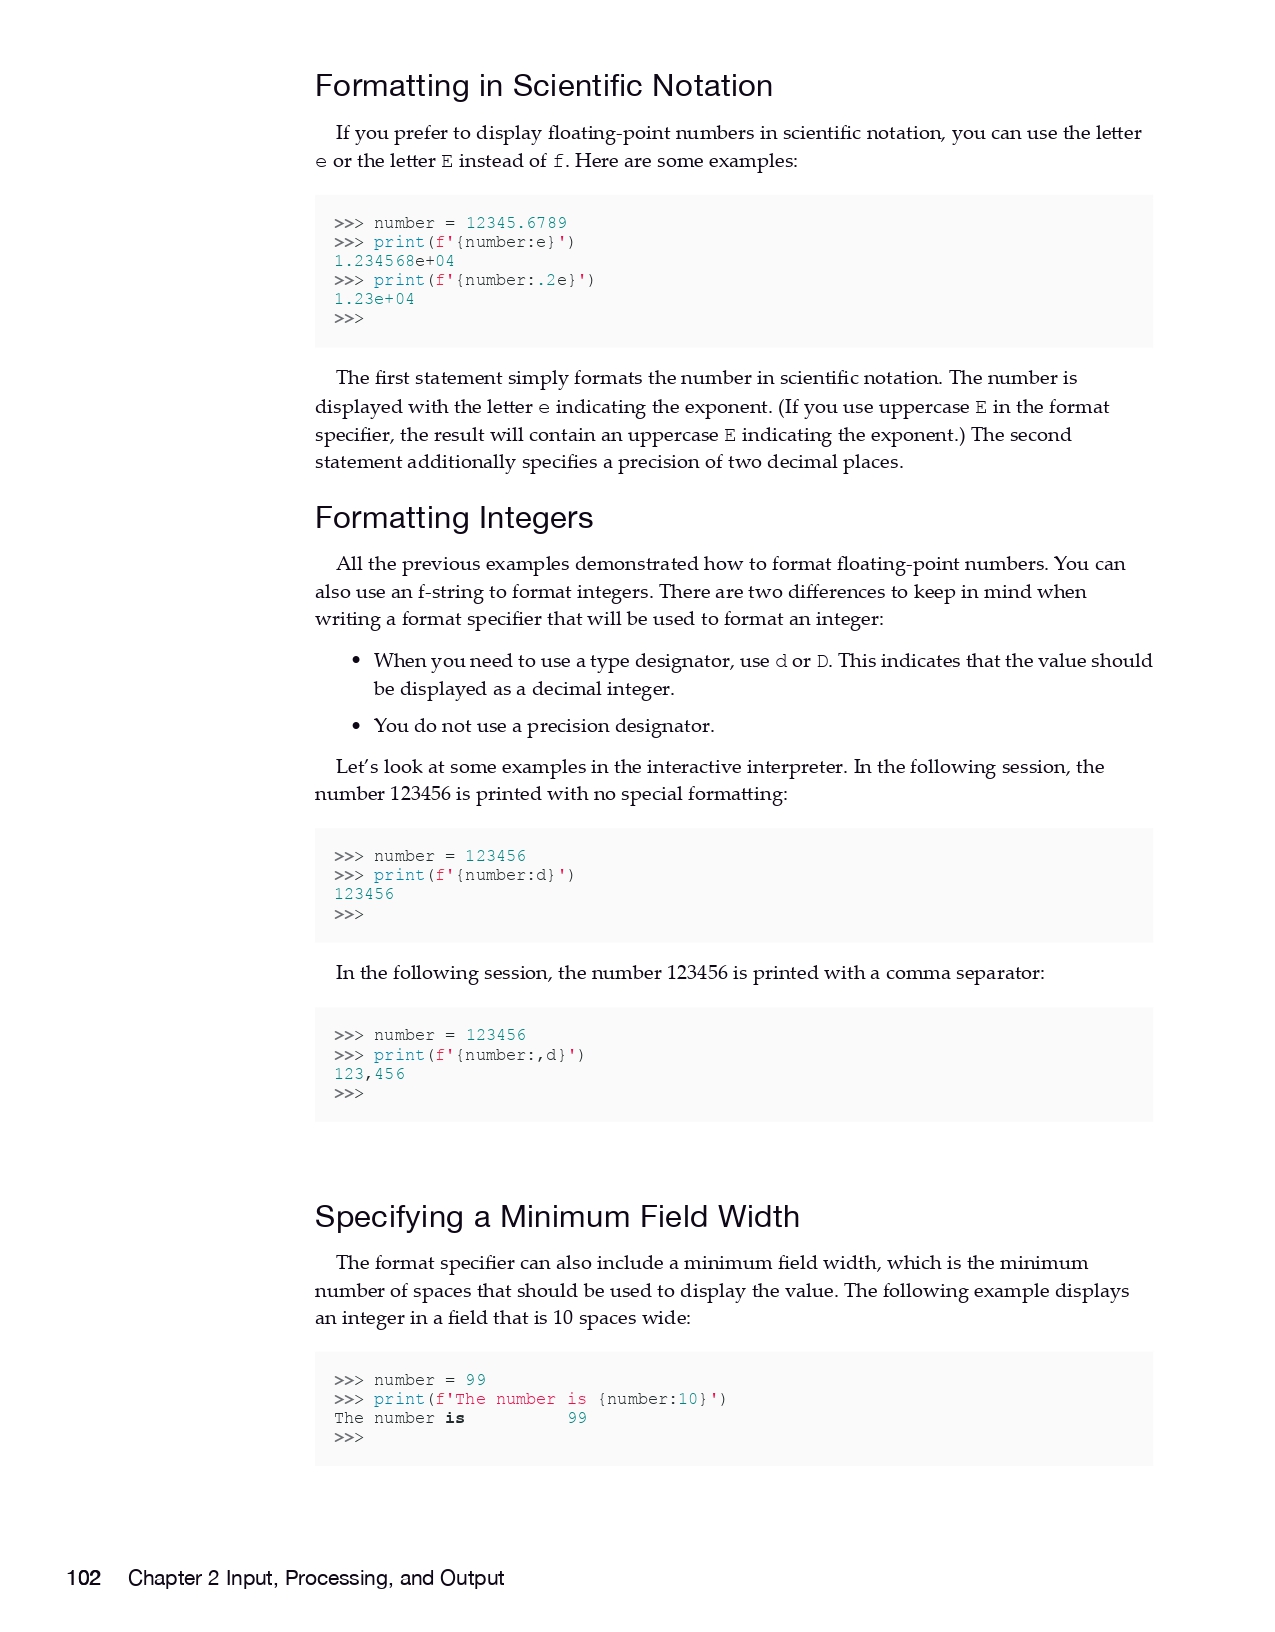 Formatting in Scientific Notation
If you prefer to display floating-point numbers in scientific notation, you can use the letter
e or the letter E instead of f. Here are some examples:
>>> number = 12345.6789
>>> print(f'{number:e}')
1.234568e+04
>>> print(f'{number:.2e}')
1.23e+04
>>>
The first statement simply formats the number in scientific notation. The number is
displayed with the letter e indicating the exponent. (If you use uppercase E in the format
specifier, the result will contain an uppercase E indicating the exponent.) The second
statement additionally specifies a precision of two decimal places.
Formatting Integers
All the previous examples demonstrated how to format floating-point numbers. You can
also use an f-string to format integers. There are two differences to keep in mind when
writing a format specifier that will be used to format an integer:
• When you need to use a type designator, use d or D. This indicates that the value should
be displayed as a decimal integer.
• You do not use a precision designator.
Let’s look at some examples in the interactive interpreter. In the following session, the
number 123456 is printed with no special formatting:
>>> number = 123456
>>> print(f'{number:d}')
123456
>>>
In the following session, the number 123456 is printed with a comma separator:
>>> number = 123456
>>> print(f'{number:,d}')
123,456
>>>
Specifying a Minimum Field Width
The format specifier can also include a minimum field width, which is the minimum
number of spaces that should be used to display the value. The following example displays
an integer in a field that is 10 spaces wide:
>>> number = 99
>>> print(f'The number is {number:10}')
The number is          99
>>>
102 Chapter 2 Input, Processing, and Output